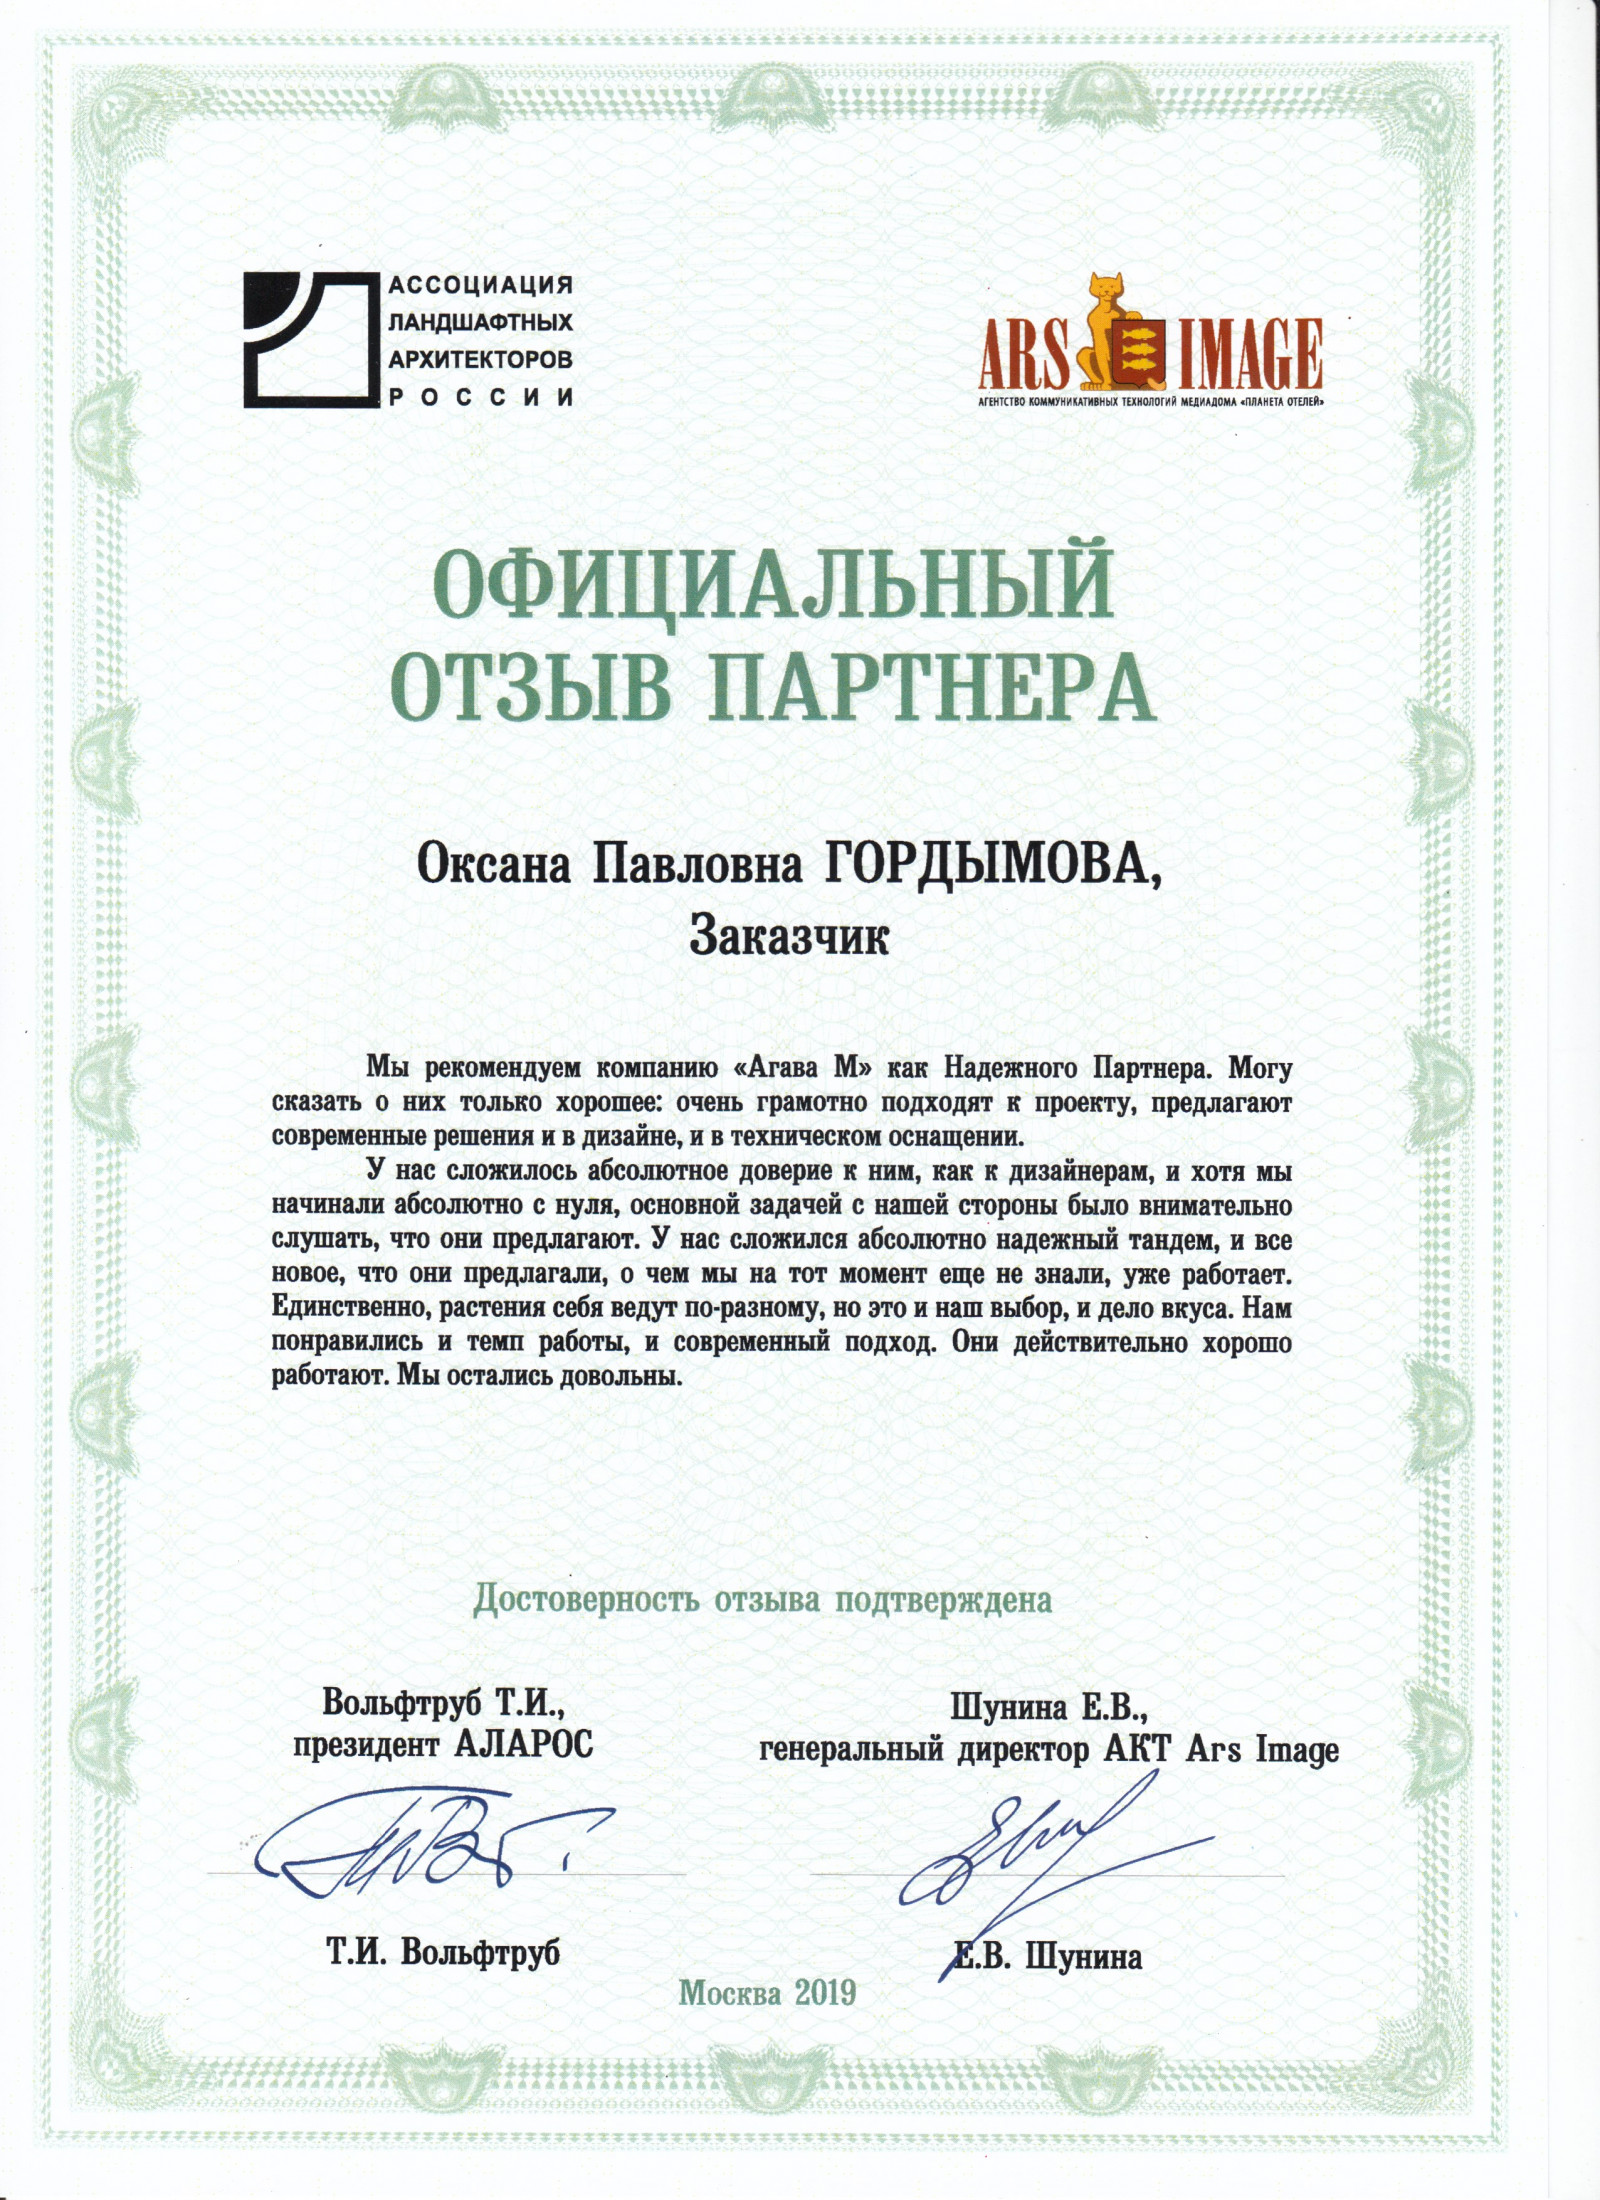 АССОЦИАЦИЯ
ЛАНДШАФТНЫХ
АРХИТЕКТОРОВ
РОССИИ
ARS IMAGE
АГЕНТСТВО КОММУНИКАТИВНЫХ ТЕХНОЛОГИЙ МЕДИАДОМА «ПЛАНЕТА ОТЕЛЕЙ»
ОФИЦИАЛЬНЫЙ
ОТЗЫВ ПАРТНЕРА
Оксана Павловна ГОРДЫМОВА,
Заказчик
Мы рекомендуем компанию «Агава М» как Надежного Партнера. Могу
сказать о них только хорошее: очень грамотно подходят к проекту, предлагают
современные решения и в дизайне, и в техническом оснащении.
У нас сложилось абсолютное доверие к ним, как к дизайнерам, и хотя мы
начинали абсолютно с нуля, основной задачей с нашей стороны было внимательно
слушать, что они предлагают. У нас сложился абсолютно надежный тандем, и все
новое, что они предлагали, о чем мы на тот момент еще не знали, уже работает.
Единственно, растения себя ведут по-разному, но это и наш выбор, и дело вкуса. Нам
понравились и темп работы, и современный подход. Они действительно хорошо
работают. Мы остались довольны.
Достоверность отзыва подтверждена
Вольфтруб Т.И.,
президент АЛАРОС
Шунина Е.В.,
генеральный директор АКТ Ars Image
Т.И. Вольфтруб
Е.В. Шунина
Москва 2019